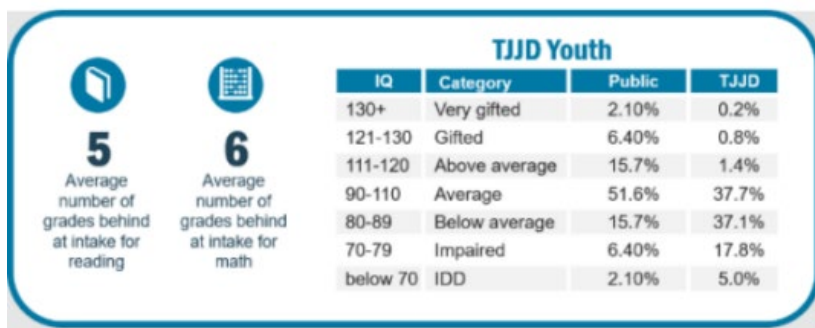 5
Average
number of
grades behind
at intake for
reading
6
Average
number of
grades behind
at intake for
math
TJJD Youth
IQ Category Public TJJD
130+ Very gifted 2.10% 0.2%
121-130 Gifted 6.40% 0.8%
111-120 Above average 15.7% 1.4%
90-110 Average 51.6% 37.7%
80-89 Below average 15.7% 37.1%
70-79 Impaired 6.40% 17.8%
below 70 IDD 2.10% 5.0%